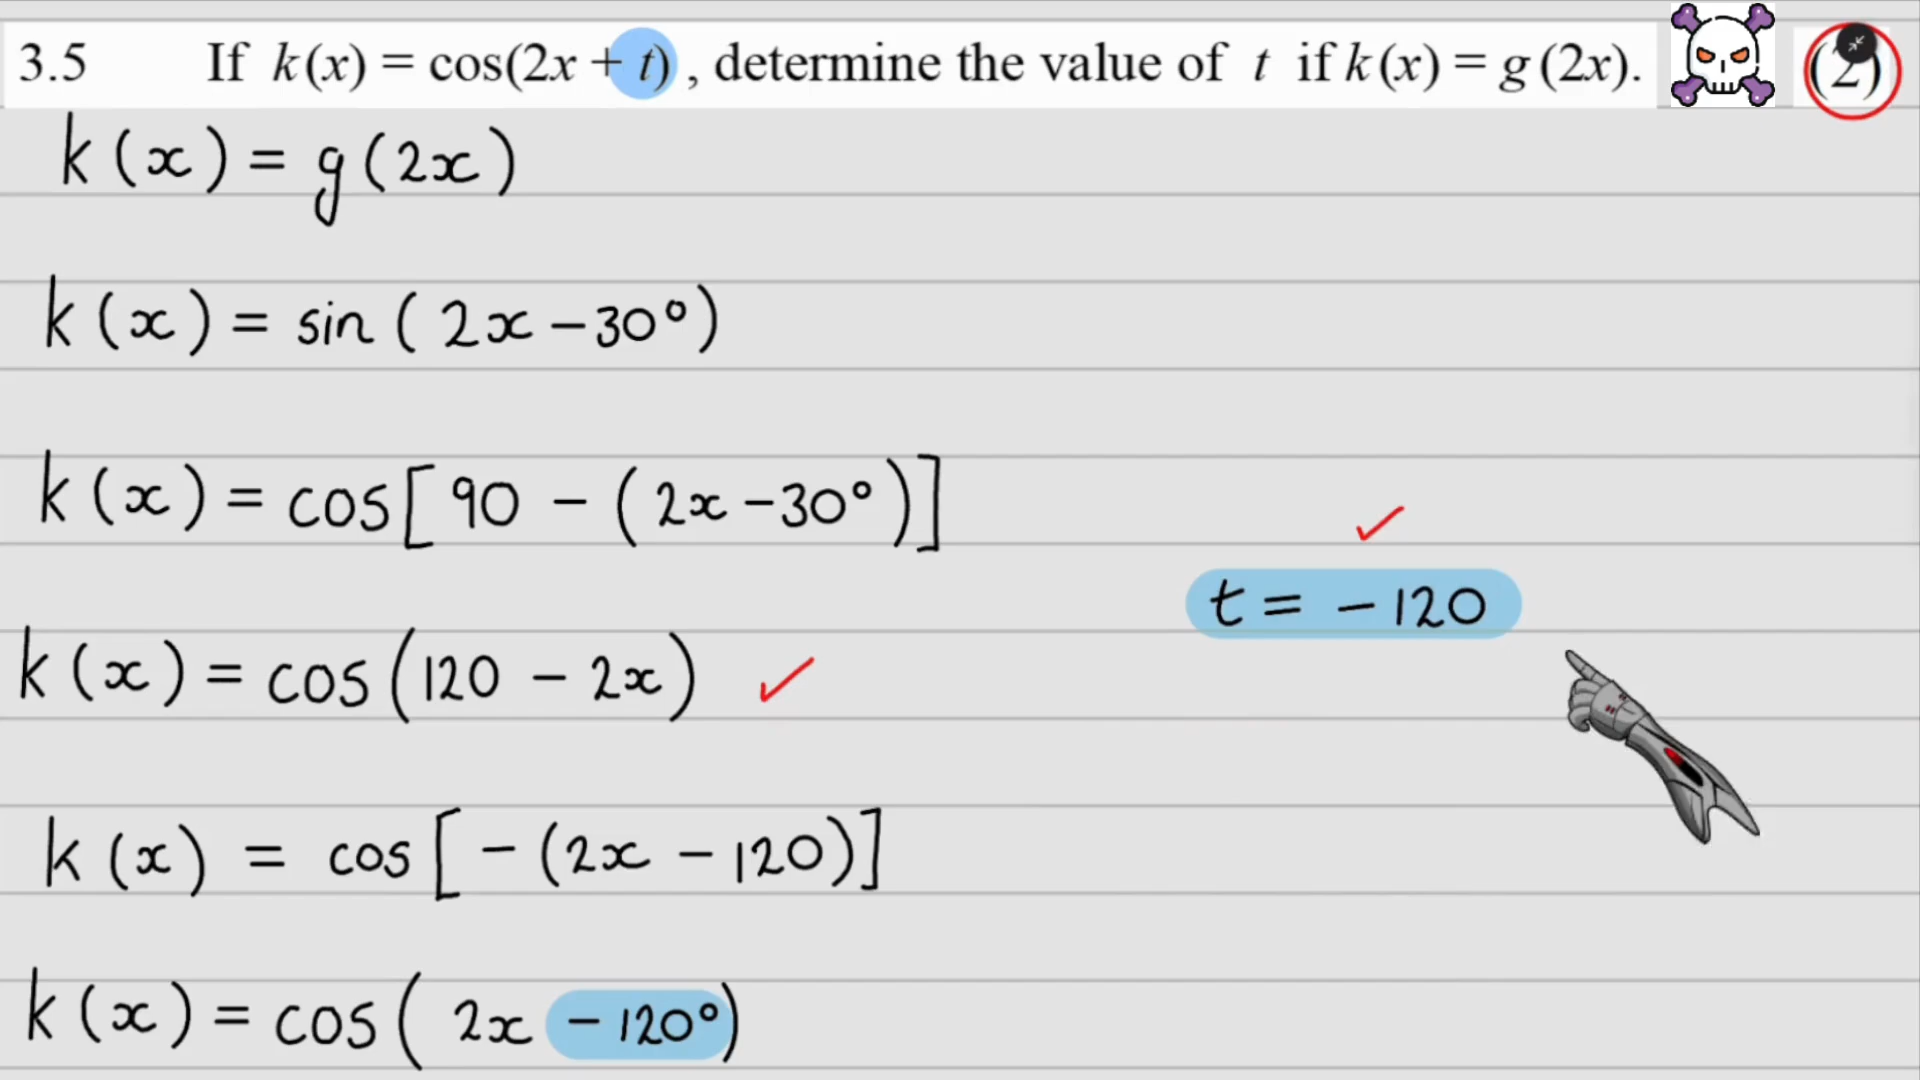 3.5 If k(x) = cos(2x + t), determine the value of t if k(x) = g(2x). (2)
k(x) = g(2x)
k(x) = sin(2x - 30°)
k(x) = cos[90 - (2x - 30°)]
t = -120
k(x) = cos(120 - 2x)
k(x) = cos[-(2x - 120)]
k(x) = cos(2x - 120°)